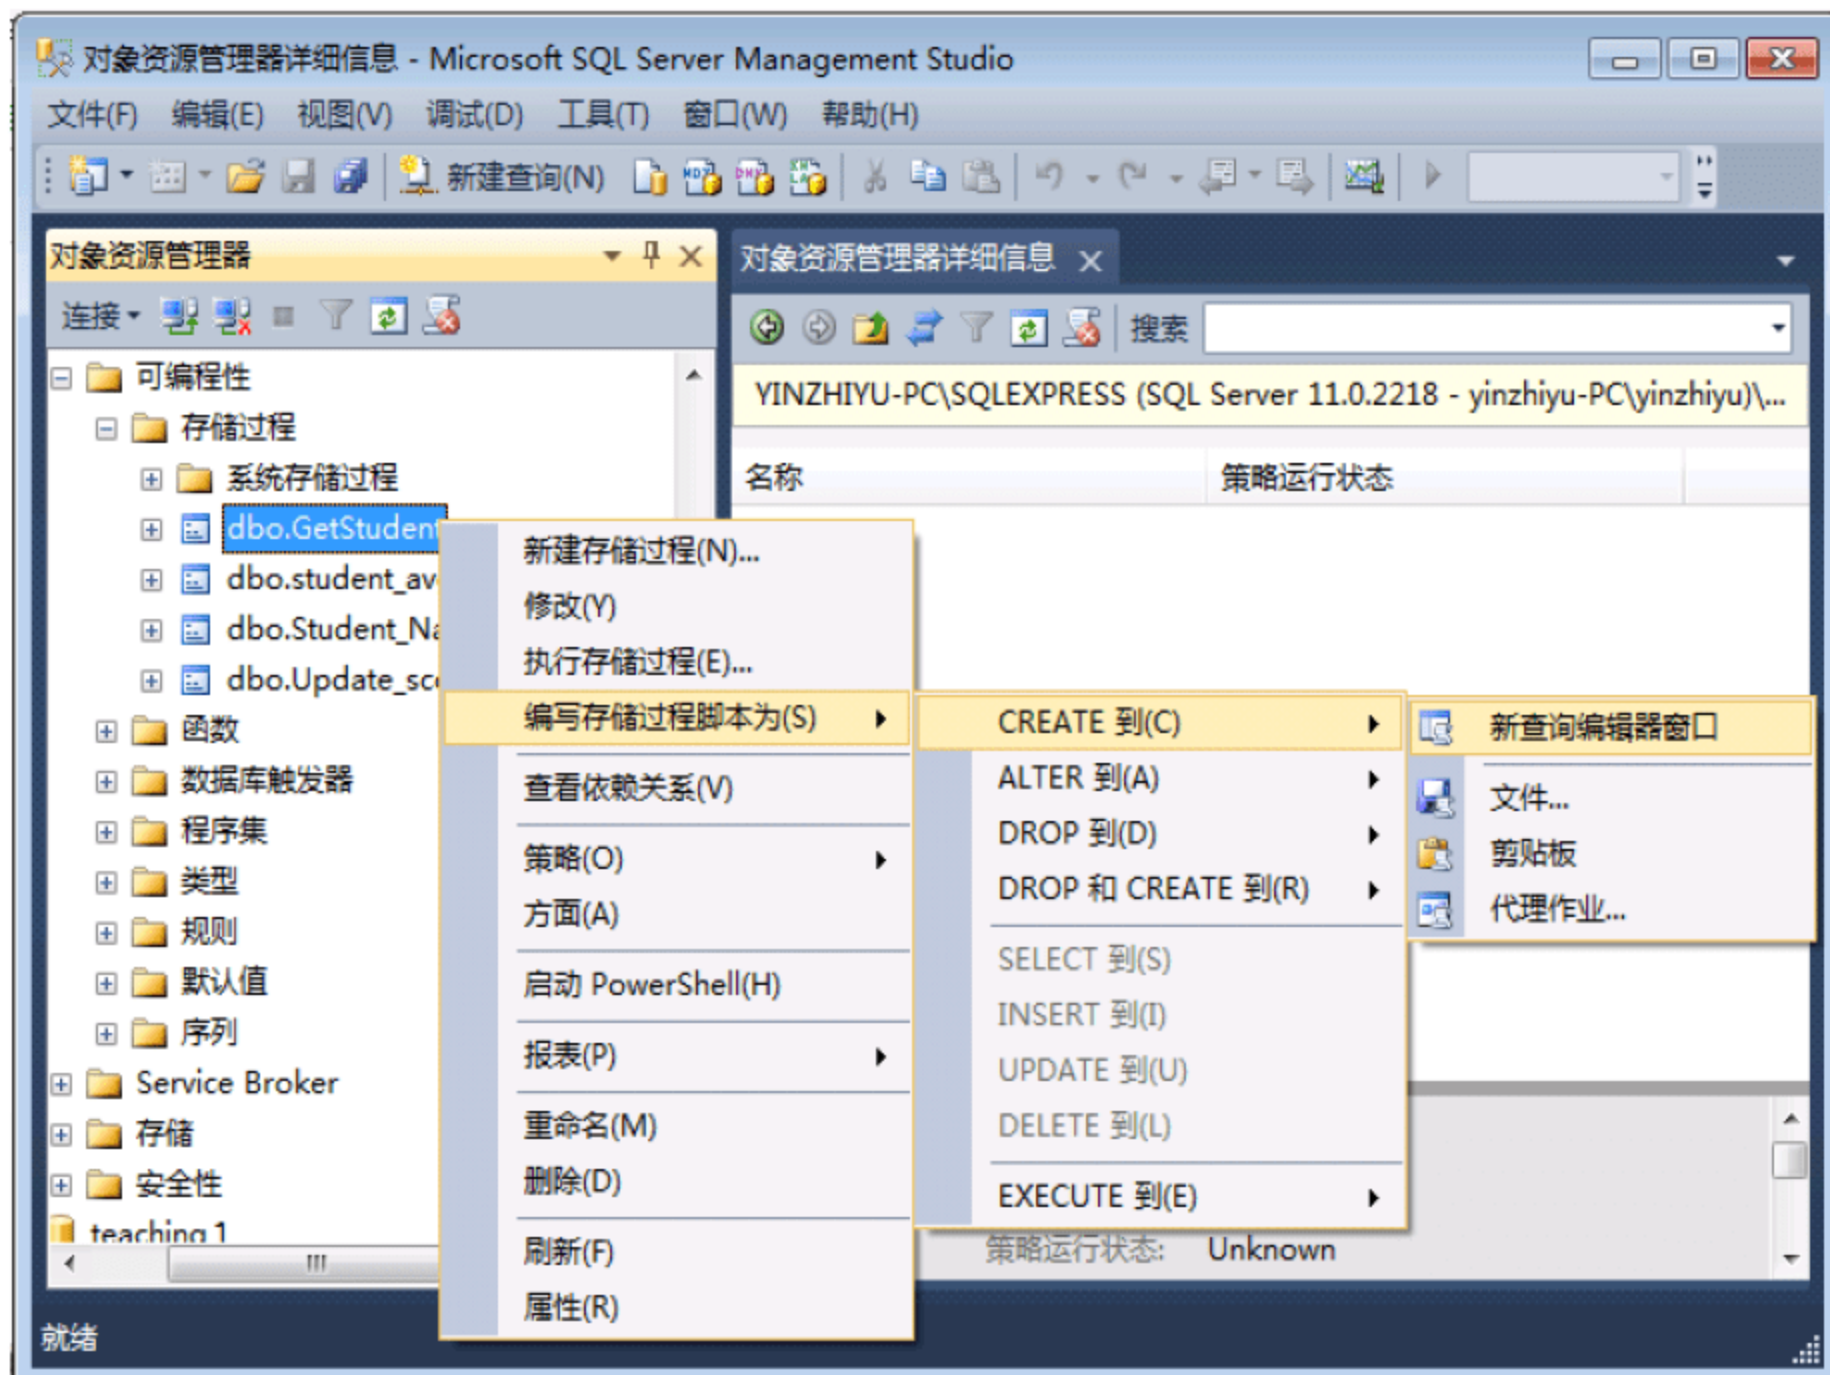 对象资源管理器详细信息 - Microsoft SQL Server Management Studio
文件(F) 编辑(E) 视图(V) 调试(D) 工具(T) 窗口(W) 帮助(H)
新建查询(N)
对象资源管理器
连接
可编程性
存储过程
系统存储过程
dbo.GetStudent
dbo.student_av
dbo.Student_Na
dbo.Update_sc
函数
数据库触发器
程序集
类型
规则
默认值
序列
Service Broker
存储
安全性
teaching 1
对象资源管理器详细信息
搜索
YINZHIYU-PC\SQLEXPRESS (SQL Server 11.0.2218 - yinzhiyu-PC\yinzhiyu)\...
名称 策略运行状态
新建存储过程(N)...
修改(Y)
执行存储过程(E)...
编写存储过程脚本为(S)
查看依赖关系(V)
策略(O)
方面(A)
启动 PowerShell(H)
报表(P)
重命名(M)
删除(D)
刷新(F)
属性(R)
CREATE 到(C)
ALTER 到(A)
DROP 到(D)
DROP 和 CREATE 到(R)
SELECT 到(S)
INSERT 到(I)
UPDATE 到(U)
DELETE 到(L)
EXECUTE 到(E)
新查询编辑器窗口
文件...
剪贴板
代理作业...
策略运行状态: Unknown
就绪